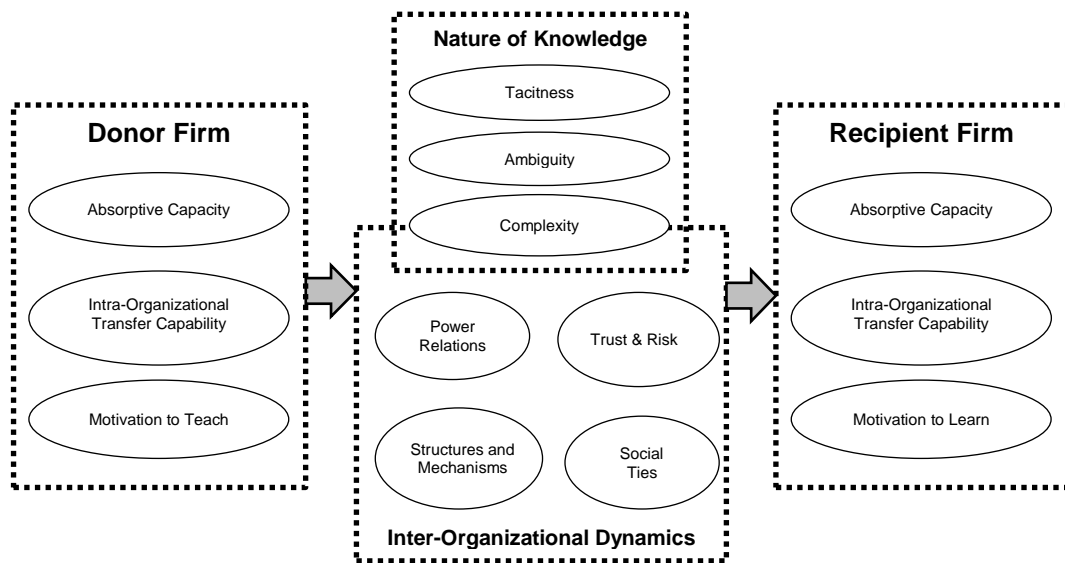 Nature of Knowledge
Tacitness
Ambiguity
Complexity
Donor Firm
Absorptive Capacity
Intra-Organizational
Transfer Capability
Motivation to Teach
Power
Relations
Trust & Risk
Structures and
Mechanisms
Social
Ties
Inter-Organizational Dynamics
Recipient Firm
Absorptive Capacity
Intra-Organizational
Transfer Capability
Motivation to Learn